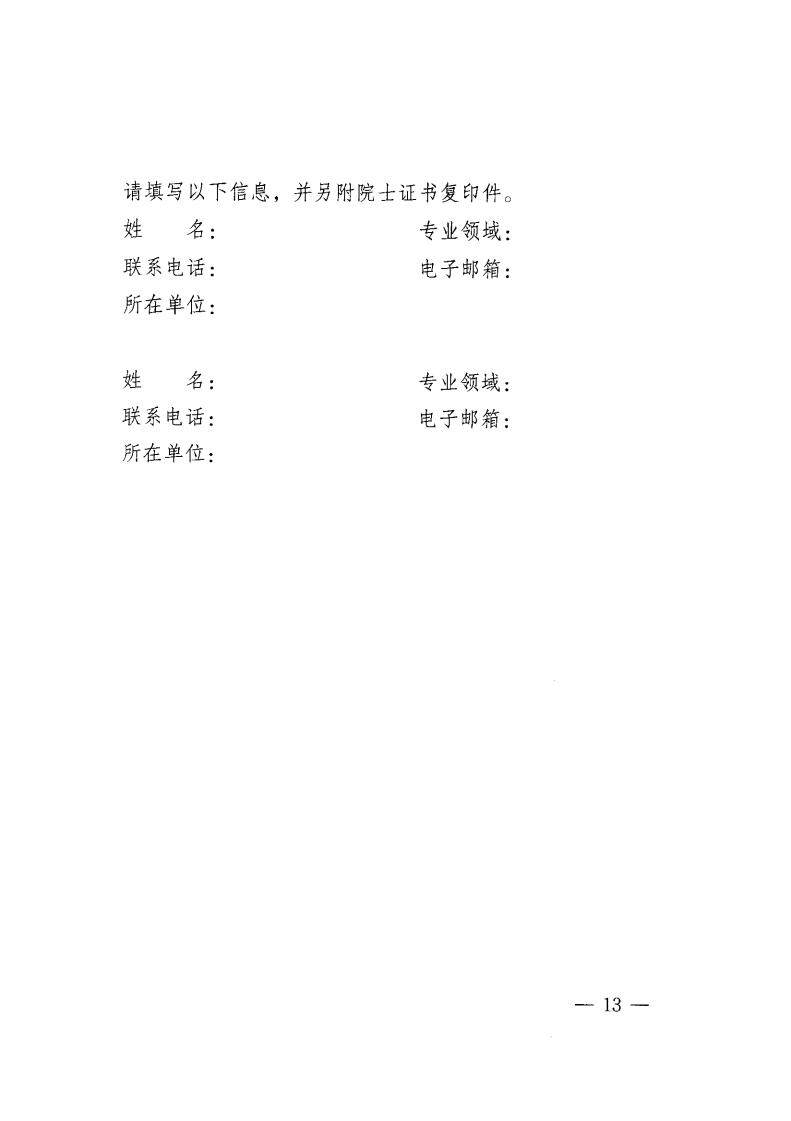 请填写以下信息，并另附院士证书复印件。
姓　　名：　　　　　　　　　　专业领域：
联系电话：　　　　　　　　　　电子邮箱：
所在单位：
姓　　名：　　　　　　　　　　专业领域：
联系电话：　　　　　　　　　　电子邮箱：
所在单位：
— 13 —